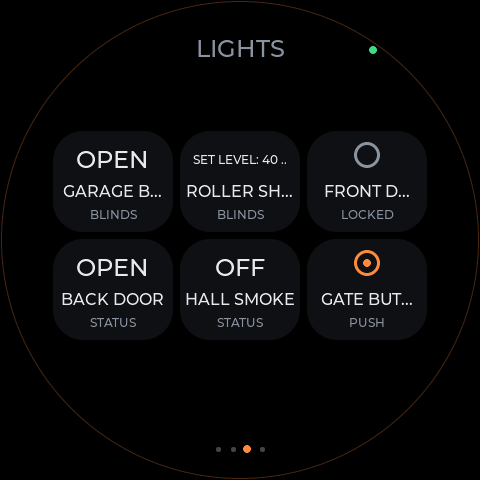 LIGHTS
OPEN
GARAGE B...
BLINDS
SET LEVEL: 40 ..
ROLLER SH...
BLINDS
FRONT D...
LOCKED
OPEN
BACK DOOR
STATUS
OFF
HALL SMOKE
STATUS
GATE BUT...
PUSH